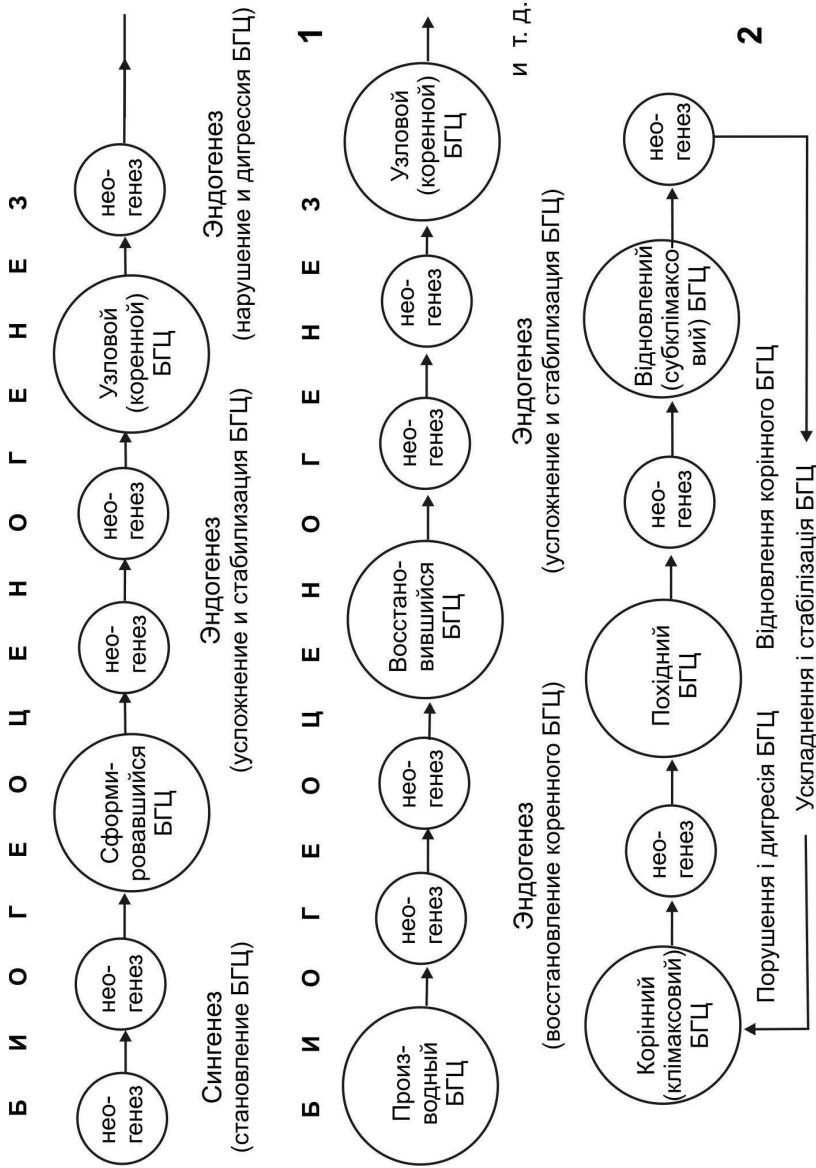 Б И О Г Е О Ц Е Н О Г Е Н Е З
нео-
генез
нео-
генез
Сформи-
ровавшийся
БГЦ
нео-
генез
нео-
генез
Узловой
(коренной)
БГЦ
нео-
генез
Сингенез
(становление БГЦ)
Эндогенез
(усложнение и стабилизация БГЦ)
Эндогенез
(нарушение и дигрессия БГЦ)
Б И О Г Е О Ц Е Н О Г Е Н Е З
1
Произ-
водный
БГЦ
нео-
генез
нео-
генез
Восстано-
вившийся
БГЦ
нео-
генез
нео-
генез
Узловой
(коренной)
БГЦ
Эндогенез
(восстановление коренного БГЦ)
Эндогенез
(усложнение и стабилизация БГЦ)
и т. д.
Корінний
(клімаксовий)
БГЦ
нео-
генез
Похідний
БГЦ
нео-
генез
Відновлений
(субклімаксо-
вий) БГЦ
нео-
генез
Порушення і дигресія БГЦ
Відновлення корінного БГЦ
Ускладнення і стабілізація БГЦ
2